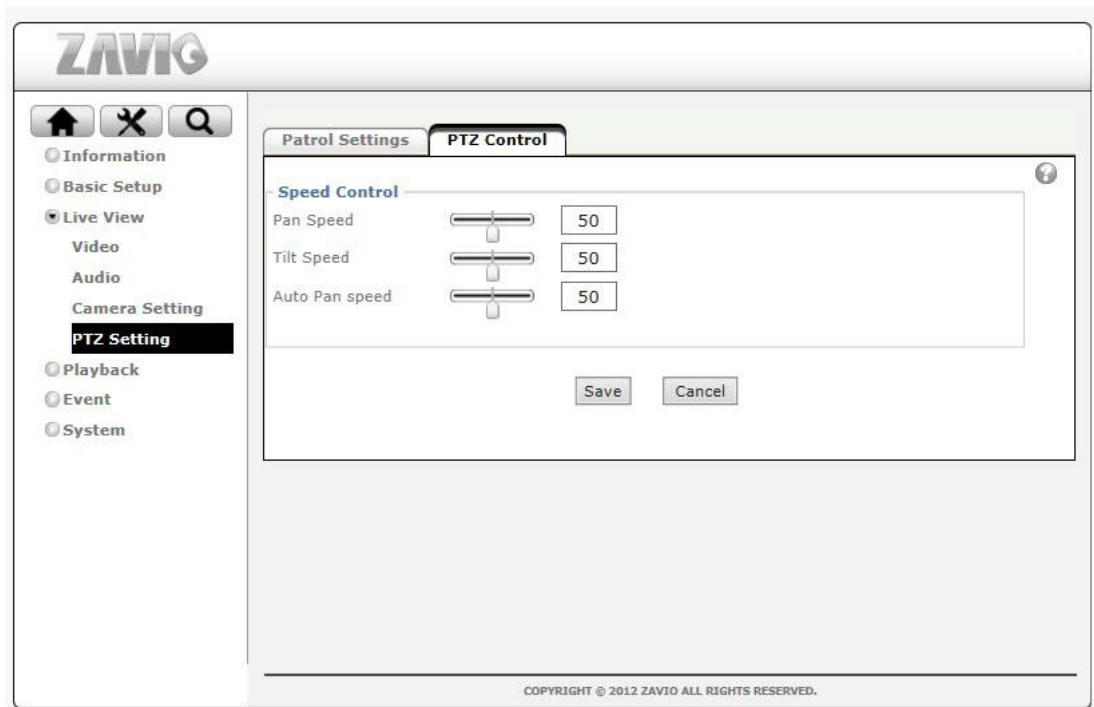 ZAVIO
Information
Basic Setup
Live View
Video
Audio
Camera Setting
PTZ Setting
Playback
Event
System
Patrol Settings
PTZ Control
?
Speed Control
Pan Speed 50
Tilt Speed 50
Auto Pan speed 50
Save Cancel
COPYRIGHT © 2012 ZAVIO ALL RIGHTS RESERVED.